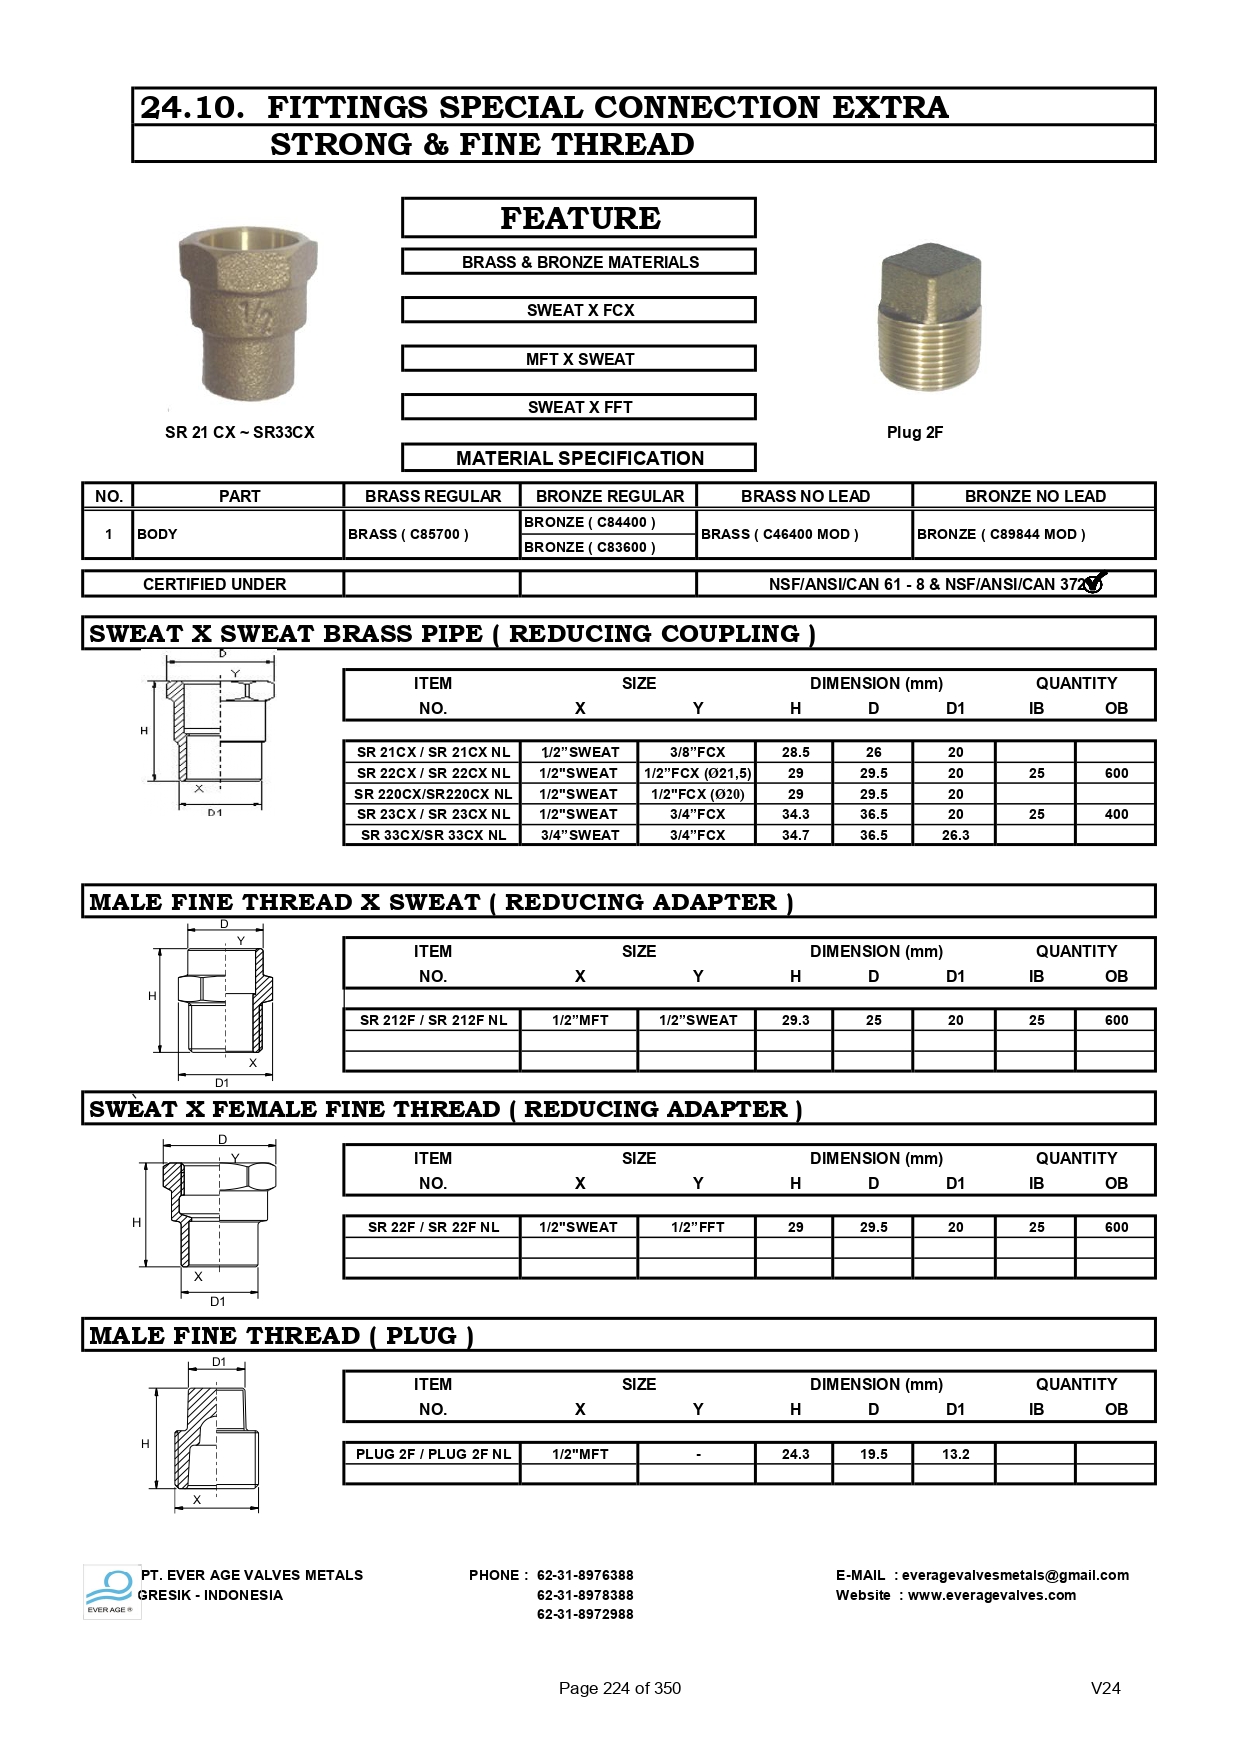 24.10. FITTINGS SPECIAL CONNECTION EXTRA
STRONG & FINE THREAD
FEATURE
BRASS & BRONZE MATERIALS
SWEAT X FCX
MFT X SWEAT
SWEAT X FFT
1/2
SR 21 CX ~ SR33CX
Plug 2F
MATERIAL SPECIFICATION
NO. PART BRASS REGULAR BRONZE REGULAR BRASS NO LEAD BRONZE NO LEAD
1 BODY BRASS ( C85700 ) BRONZE ( C84400 ) BRASS ( C46400 MOD ) BRONZE ( C89844 MOD )
BRONZE ( C83600 )
CERTIFIED UNDER NSF/ANSI/CAN 61 - 8 & NSF/ANSI/CAN 372
SWEAT X SWEAT BRASS PIPE ( REDUCING COUPLING )
D
Y
H
X
D1
ITEM SIZE DIMENSION (mm) QUANTITY
NO. X Y H D D1 IB OB
SR 21CX / SR 21CX NL 1/2”SWEAT 3/8”FCX 28.5 26 20
SR 22CX / SR 22CX NL 1/2"SWEAT 1/2”FCX (Ø21,5) 29 29.5 20 25 600
SR 220CX/SR220CX NL 1/2"SWEAT 1/2"FCX (Ø20) 29 29.5 20
SR 23CX / SR 23CX NL 1/2"SWEAT 3/4”FCX 34.3 36.5 20 25 400
SR 33CX/SR 33CX NL 3/4”SWEAT 3/4”FCX 34.7 36.5 26.3
MALE FINE THREAD X SWEAT ( REDUCING ADAPTER )
D
Y
H
X
D1
ITEM SIZE DIMENSION (mm) QUANTITY
NO. X Y H D D1 IB OB
SR 212F / SR 212F NL 1/2”MFT 1/2”SWEAT 29.3 25 20 25 600
SWEAT X FEMALE FINE THREAD ( REDUCING ADAPTER )
D
Y
H
X
D1
ITEM SIZE DIMENSION (mm) QUANTITY
NO. X Y H D D1 IB OB
SR 22F / SR 22F NL 1/2"SWEAT 1/2”FFT 29 29.5 20 25 600
MALE FINE THREAD ( PLUG )
D1
H
X
ITEM SIZE DIMENSION (mm) QUANTITY
NO. X Y H D D1 IB OB
PLUG 2F / PLUG 2F NL 1/2"MFT - 24.3 19.5 13.2
EVER AGE ®
PT. EVER AGE VALVES METALS PHONE : 62-31-8976388 E-MAIL : everagevalvesmetals@gmail.com
GRESIK - INDONESIA 62-31-8978388 Website : www.everagevalves.com
62-31-8972988
Page 224 of 350 V24